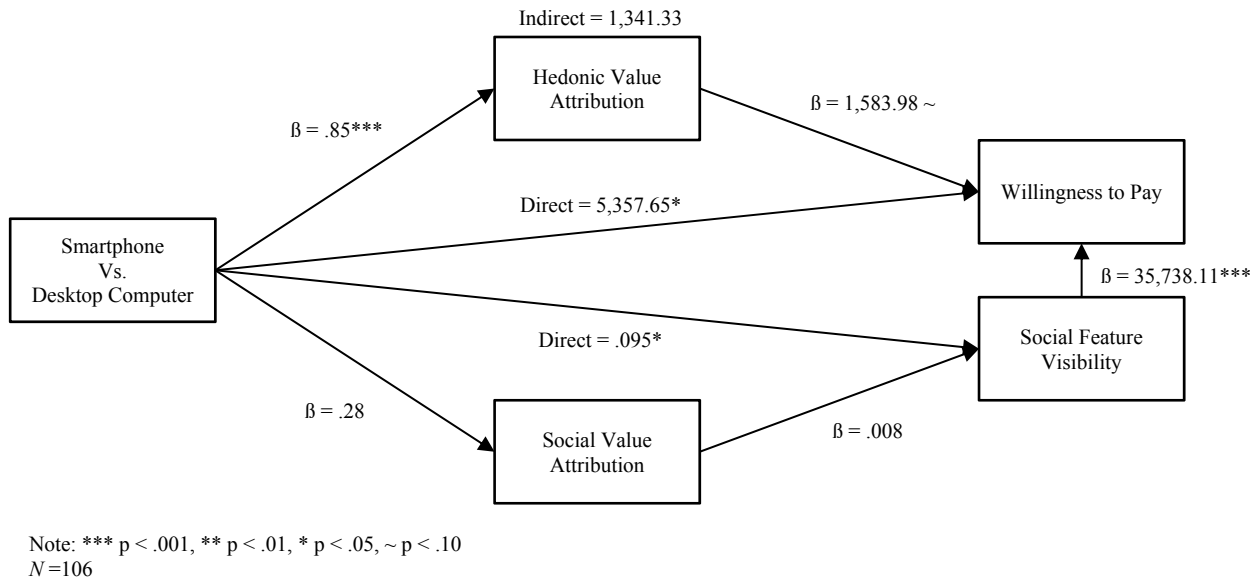 Indirect = 1,341.33
Hedonic Value
Attribution
ß = .85***
ß = 1,583.98 ~
Direct = 5,357.65*
Willingness to Pay
Smartphone
Vs.
Desktop Computer
ß = 35,738.11***
Direct = .095*
Social Feature
Visibility
ß = .28
ß = .008
Social Value
Attribution
Note: *** p < .001, ** p < .01, * p < .05, ~ p < .10
N =106